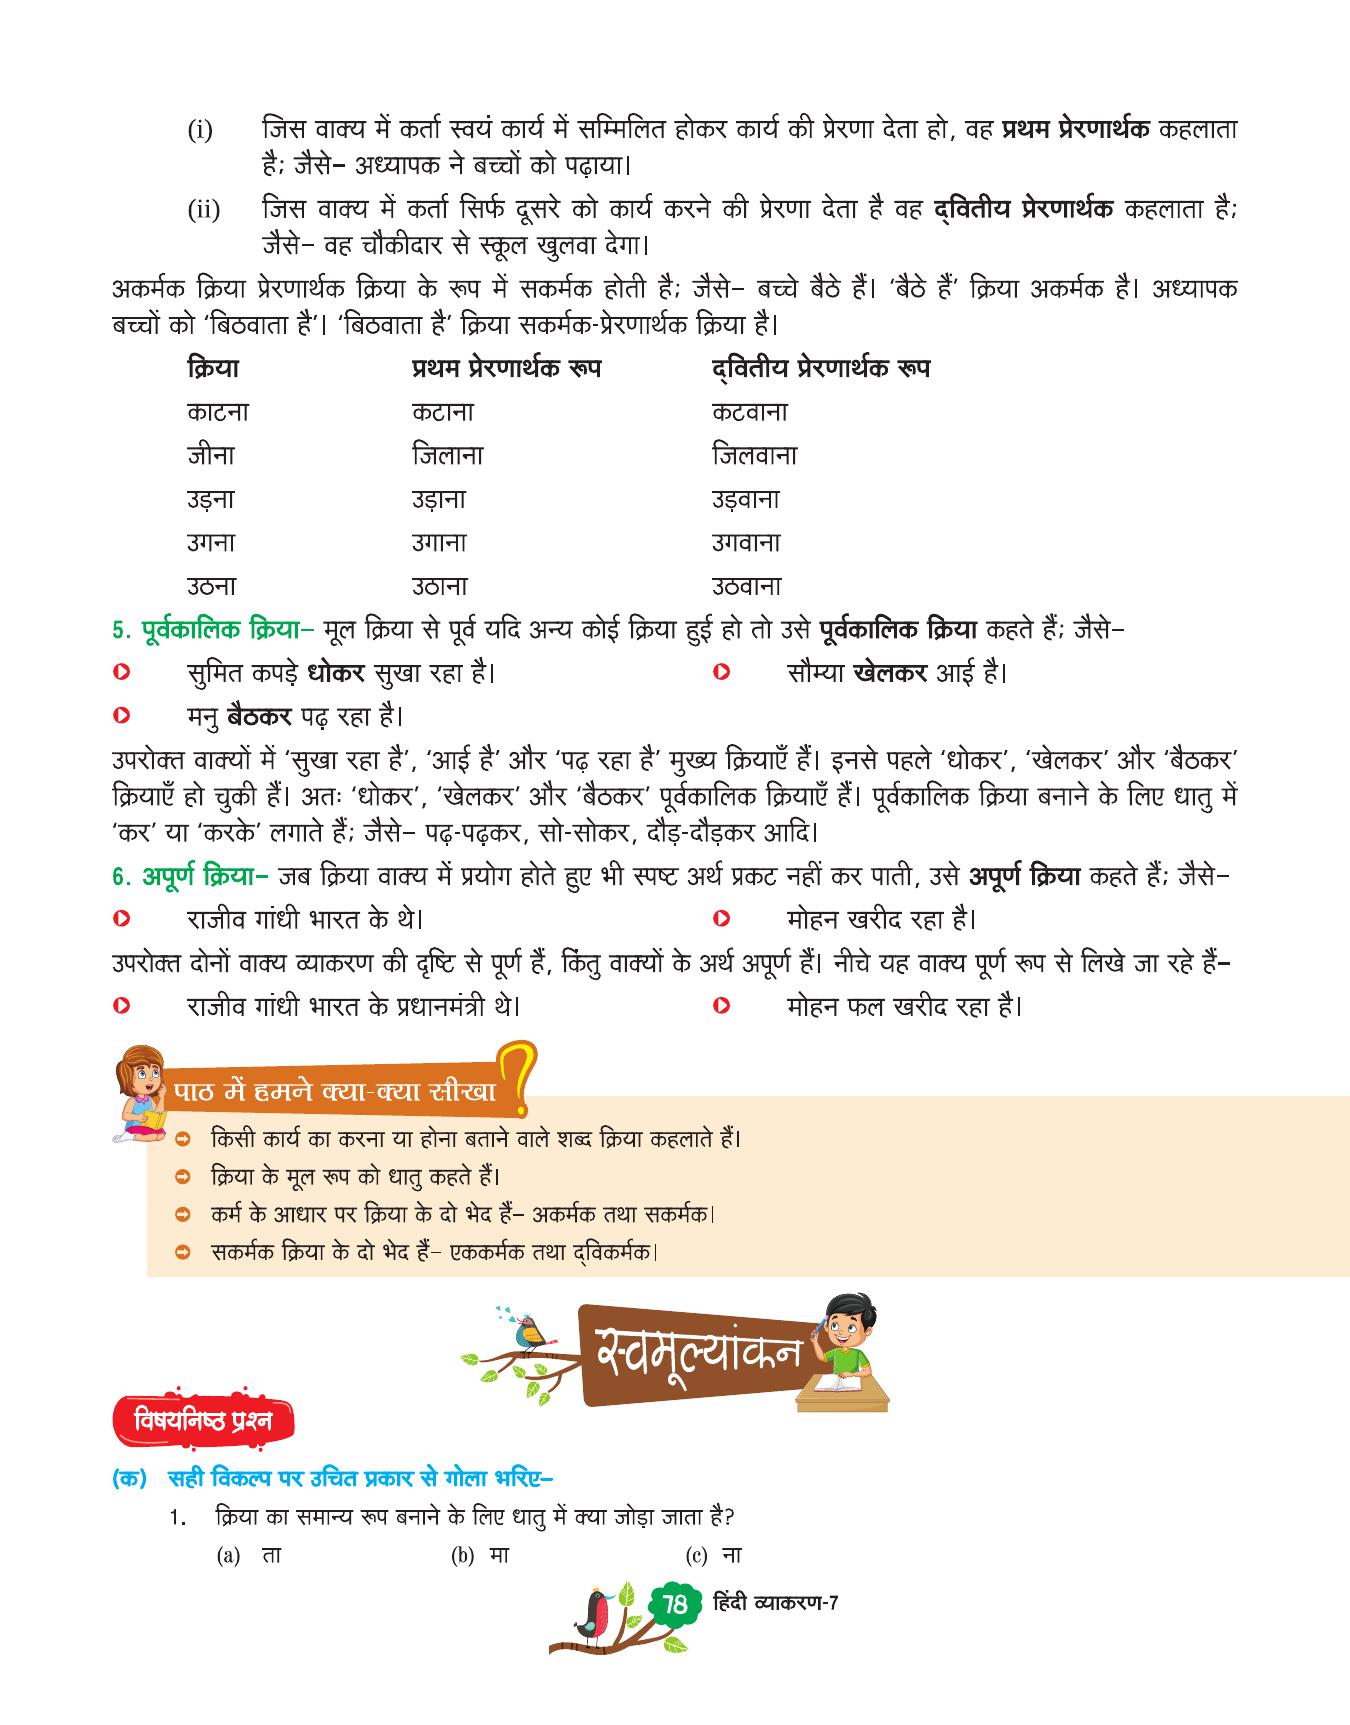 (i) जिस वाक्य में कर्ता स्वयं कार्य में सम्मिलित होकर कार्य की प्रेरणा देता हो, वह प्रथम प्रेरणार्थक कहलाता
है; जैसे– अध्यापक ने बच्चों को पढ़ाया।
(ii) जिस वाक्य में कर्ता सिर्फ दूसरे को कार्य करने की प्रेरणा देता है वह द्‌वितीय प्रेरणार्थक कहलाता है;
जैसे– वह चौकीदार से स्कूल खुलवा देगा।
अकर्मक क्रिया प्रेरणार्थक क्रिया के रूप में सकर्मक होती है; जैसे– बच्चे बैठे हैं। ‘बैठे हैं’ क्रिया अकर्मक है। अध्यापक
बच्चों को ‘बिठवाता है’। ‘बिठवाता है’ क्रिया सकर्मक-प्रेरणार्थक क्रिया है।
क्रिया प्रथम प्रेरणार्थक रूप द्‌वितीय प्रेरणार्थक रूप
काटना कटाना कटवाना
जीना जिलाना जिलवाना
उड़ना उड़ाना उड़वाना
उगना उगाना उगवाना
उठना उठाना उठवाना
5. पूर्वकालिक क्रिया– मूल क्रिया से पूर्व यदि अन्य कोई क्रिया हुई हो तो उसे पूर्वकालिक क्रिया कहते हैं; जैसे–
सुमित कपड़े धोकर सुखा रहा है। सौम्या खेलकर आई है।
मनु बैठकर पढ़ रहा है।
उपरोक्त वाक्यों में ‘सुखा रहा है’, ‘आई है’ और ‘पढ़ रहा है’ मुख्य क्रियाएँ हैं। इनसे पहले ‘धोकर’, ‘खेलकर’ और ‘बैठकर’
क्रियाएँ हो चुकी हैं। अतः ‘धोकर’, ‘खेलकर’ और ‘बैठकर’ पूर्वकालिक क्रियाएँ हैं। पूर्वकालिक क्रिया बनाने के लिए धातु में
‘कर’ या ‘करके’ लगाते हैं; जैसे– पढ़-पढ़कर, सो-सोकर, दौड़-दौड़कर आदि।
6. अपूर्ण क्रिया– जब क्रिया वाक्य में प्रयोग होते हुए भी स्पष्ट अर्थ प्रकट नहीं कर पाती, उसे अपूर्ण क्रिया कहते हैं; जैसे–
राजीव गांधी भारत के थे। मोहन खरीद रहा है।
उपरोक्त दोनों वाक्य व्याकरण की दृष्टि से पूर्ण हैं, किंतु वाक्यों के अर्थ अपूर्ण हैं। नीचे यह वाक्य पूर्ण रूप से लिखे जा रहे हैं–
राजीव गांधी भारत के प्रधानमंत्री थे। मोहन फल खरीद रहा है।
पाठ में हमने क्या-क्या सीखा ?
किसी कार्य का करना या होना बताने वाले शब्द क्रिया कहलाते हैं।
क्रिया के मूल रूप को धातु कहते हैं।
कर्म के आधार पर क्रिया के दो भेद हैं– अकर्मक तथा सकर्मक।
सकर्मक क्रिया के दो भेद हैं– एककर्मक तथा द्‌विकर्मक।
स्वमूल्यांकन
विषयनिष्ठ प्रश्न
(क) सही विकल्प पर उचित प्रकार से गोला भरिए–
1. क्रिया का समान्य रूप बनाने के लिए धातु में क्या जोड़ा जाता है?
(a) ता (b) मा (c) ना
78 हिंदी व्याकरण-7